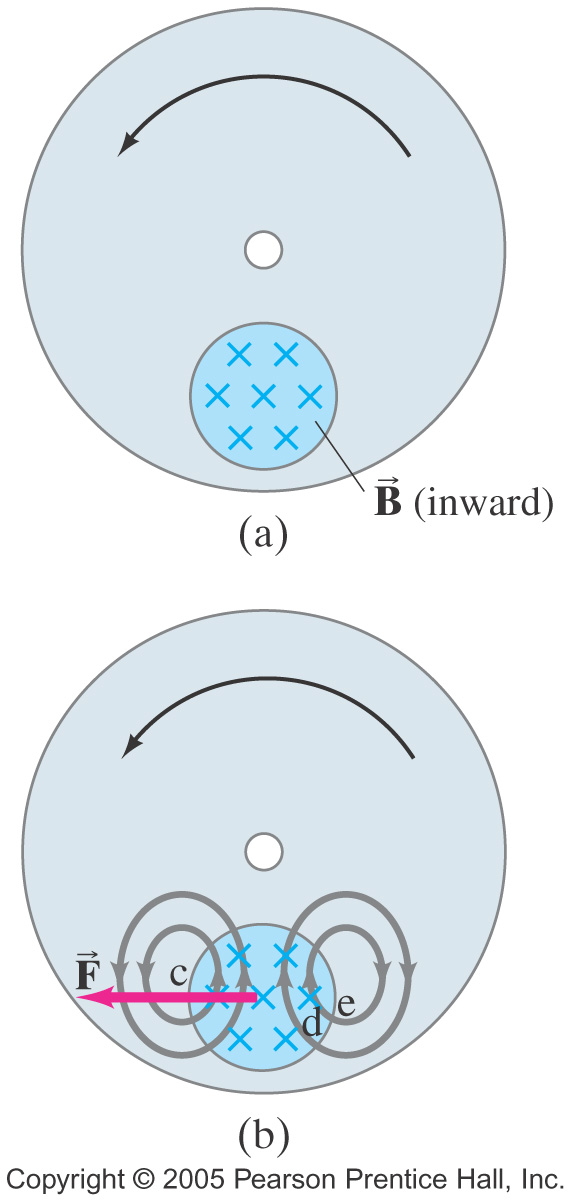 B⃗ (inward)
(a)
F⃗
c
d
e
(b)
Copyright © 2005 Pearson Prentice Hall, Inc.